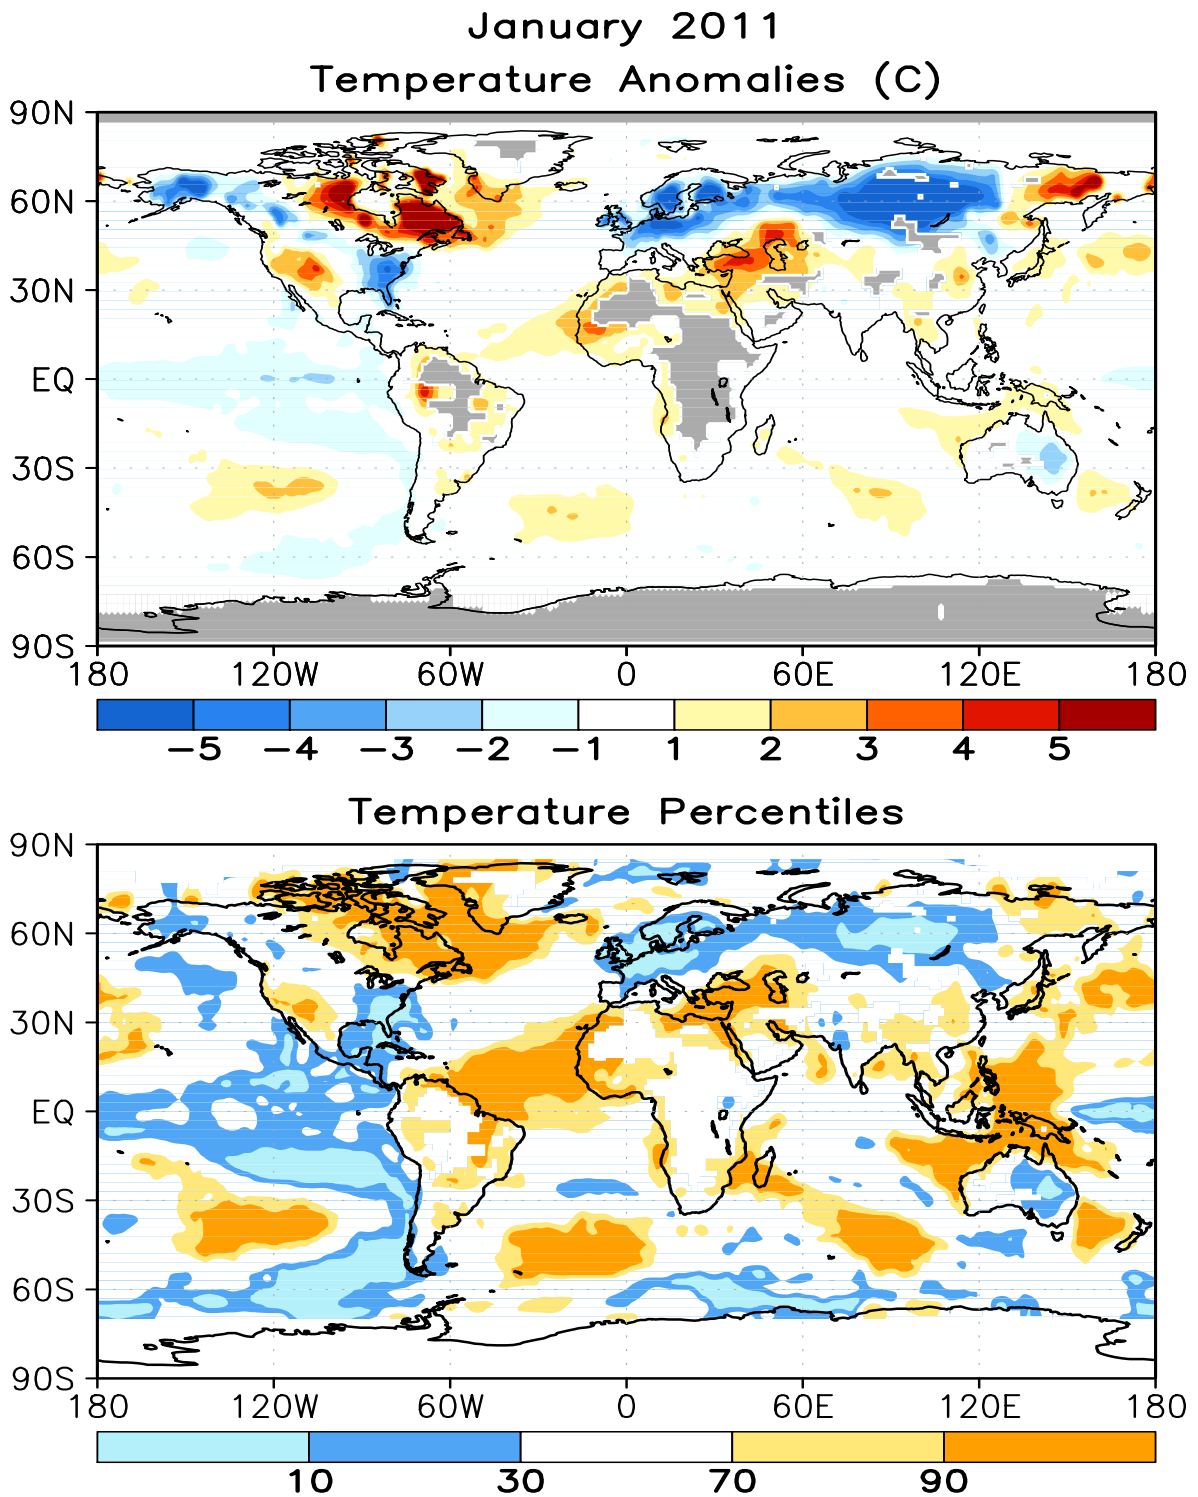 January 2011
Temperature Anomalies (C)
90N
60N
30N
EQ
30S
60S
90S
180 120W 60W 0 60E 120E 180
-5 -4 -3 -2 -1 1 2 3 4 5
Temperature Percentiles
90N
60N
30N
EQ
30S
60S
90S
180 120W 60W 0 60E 120E 180
10 30 70 90